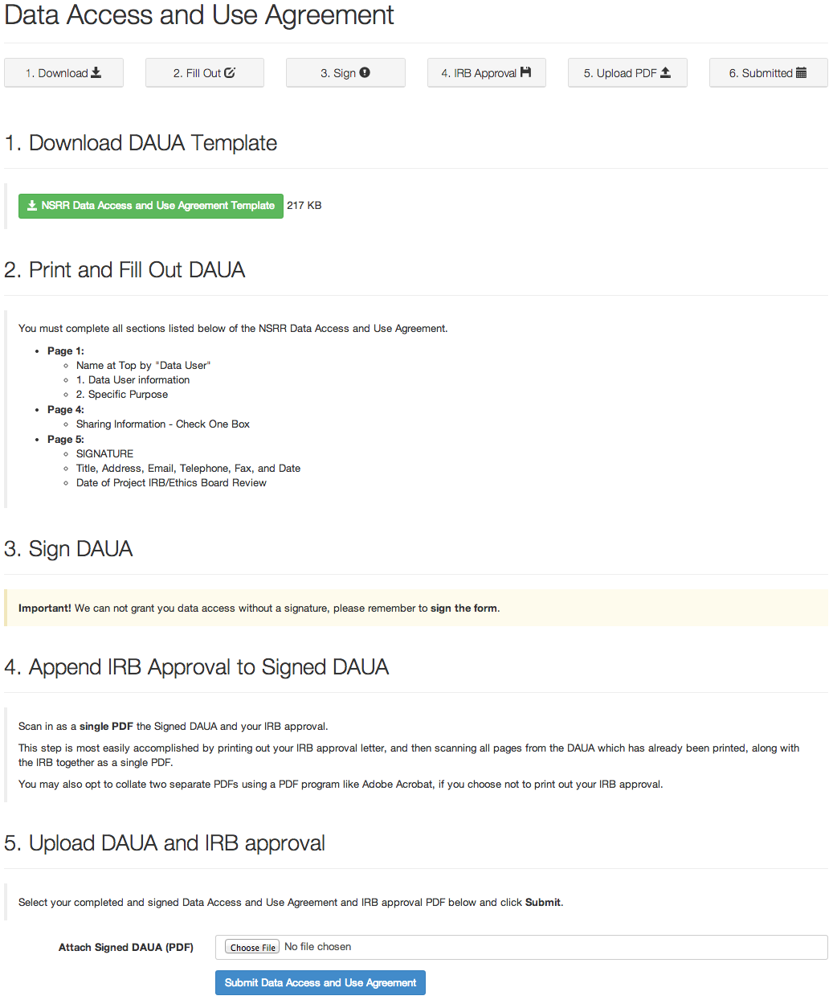 Data Access and Use Agreement
1. Download
2. Fill Out
3. Sign
4. IRB Approval
5. Upload PDF
6. Submitted
1. Download DAUA Template
NSRR Data Access and Use Agreement Template 217 KB
2. Print and Fill Out DAUA
You must complete all sections listed below of the NSRR Data Access and Use Agreement.
Page 1:
Name at Top by "Data User"
1. Data User information
2. Specific Purpose
Page 4:
Sharing Information - Check One Box
Page 5:
SIGNATURE
Title, Address, Email, Telephone, Fax, and Date
Date of Project IRB/Ethics Board Review
3. Sign DAUA
Important! We can not grant you data access without a signature, please remember to sign the form.
4. Append IRB Approval to Signed DAUA
Scan in as a single PDF the Signed DAUA and your IRB approval.
This step is most easily accomplished by printing out your IRB approval letter, and then scanning all pages from the DAUA which has already been printed, along with
the IRB together as a single PDF.
You may also opt to collate two separate PDFs using a PDF program like Adobe Acrobat, if you choose not to print out your IRB approval.
5. Upload DAUA and IRB approval
Select your completed and signed Data Access and Use Agreement and IRB approval PDF below and click Submit.
Attach Signed DAUA (PDF) Choose File No file chosen
Submit Data Access and Use Agreement